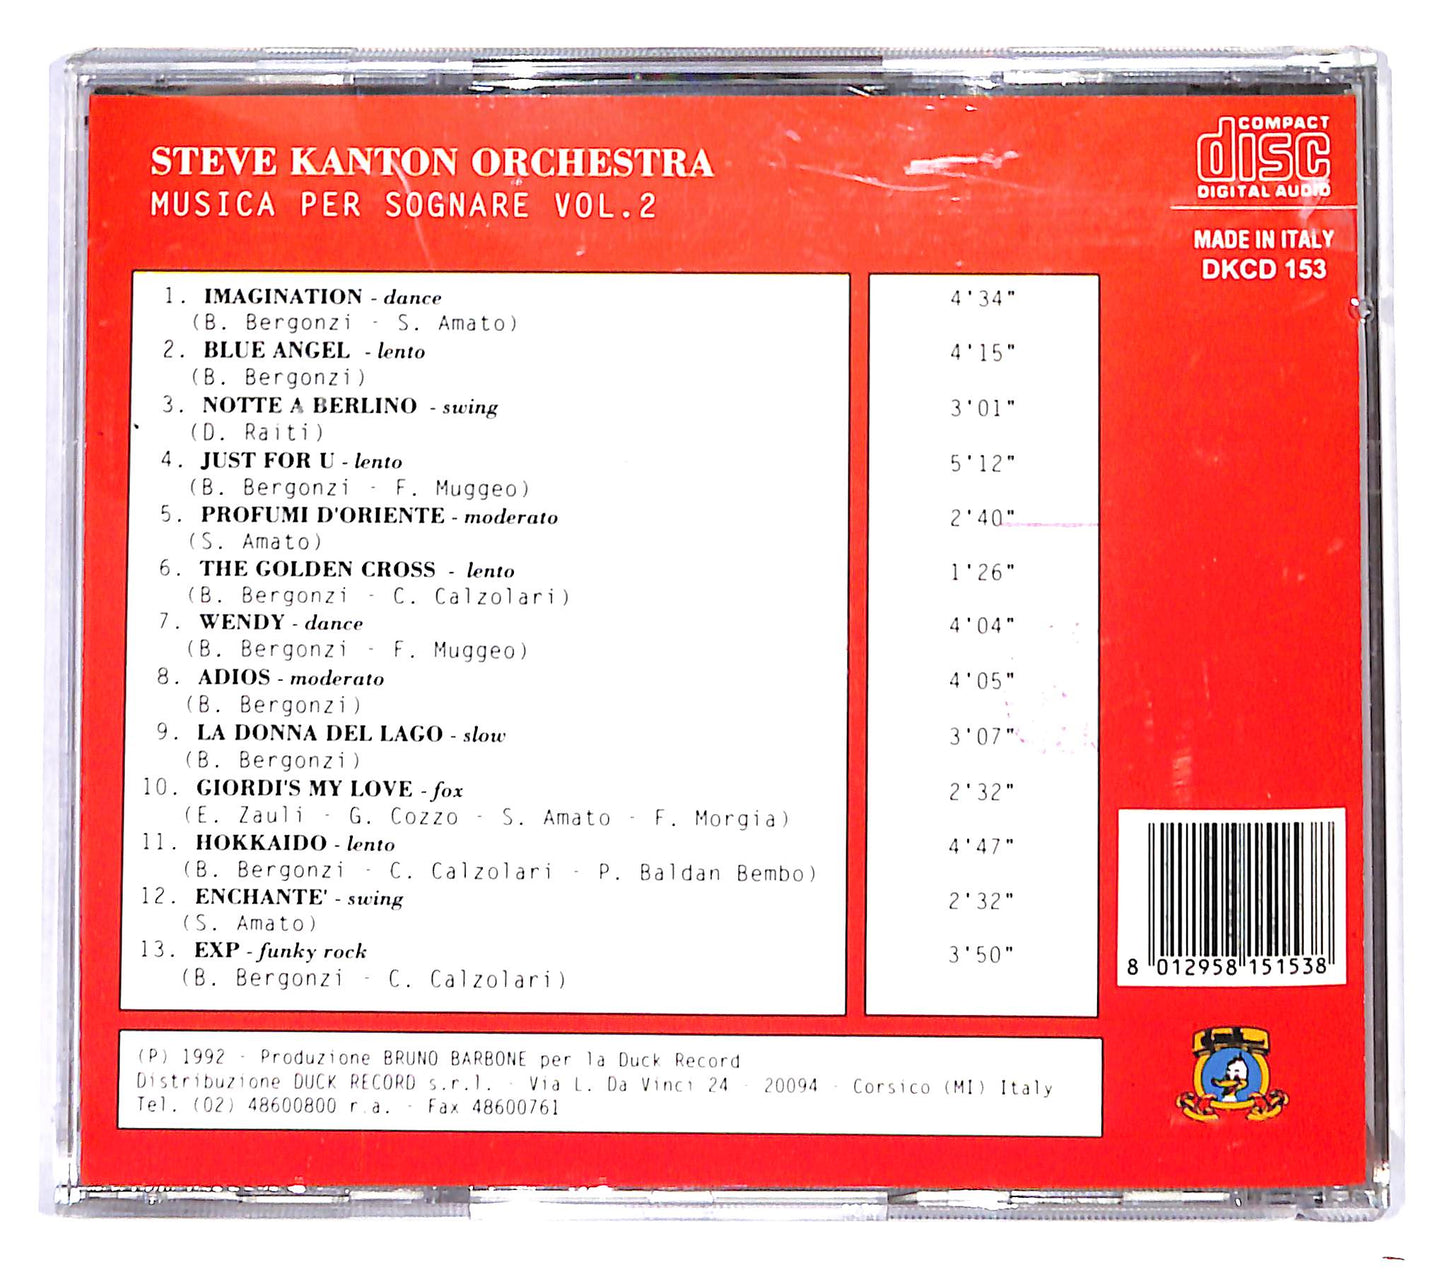 STEVE KANTON ORCHESTRA
MUSICA PER SOGNARE VOL.2
COMPACT
disc
DIGITAL AUDIO
MADE IN ITALY
DKCD 153
1. IMAGINATION - dance 4'34"
(B. Bergonzi - S. Amato)
2. BLUE ANGEL - lento 4'15"
(B. Bergonzi)
3. NOTTE A BERLINO - swing 3'01"
(D. Raiti)
4. JUST FOR U - lento 5'12"
(B. Bergonzi - F. Muggeo)
5. PROFUMI D'ORIENTE - moderato 2'40"
(S. Amato)
6. THE GOLDEN CROSS - lento 1'26"
(B. Bergonzi - C. Calzolari)
7. WENDY - dance 4'04"
(B. Bergonzi - F. Muggeo)
8. ADIOS - moderato 4'05"
(B. Bergonzi)
9. LA DONNA DEL LAGO - slow 3'07"
(B. Bergonzi)
10. GIORDI'S MY LOVE - fox 2'32"
(E. Zauli - G. Cozzo - S. Amato - F. Morgia)
11. HOKKAIDO - lento 4'47"
(B. Bergonzi - C. Calzolari - P. Baldan Bembo)
12. ENCHANTE' - swing 2'32"
(S. Amato)
13. EXP - funky rock 3'50"
(B. Bergonzi - C. Calzolari)
8 012958 151538
(P) 1992 - Produzione BRUNO BARBONE per la Duck Record
Distribuzione DUCK RECORD s.r.l. - Via L. Da Vinci 24 - 20094 - Corsico (MI) Italy
Tel. (02) 48600800 r.a. - Fax 48600761